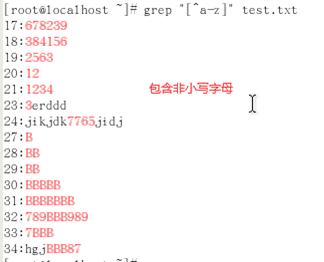 [root@localhost ~]# grep "[^a-z]" test.txt
17:678239
18:384156
19:2563
20:12
21:1234
包含非小写字母
23:3erddd
24:jikjdk7765jidj
27:B
28:BB
29:BB
30:BBBBB
31:BBBBBBB
32:789BBB989
33:7BBB
34:hgjBBB87